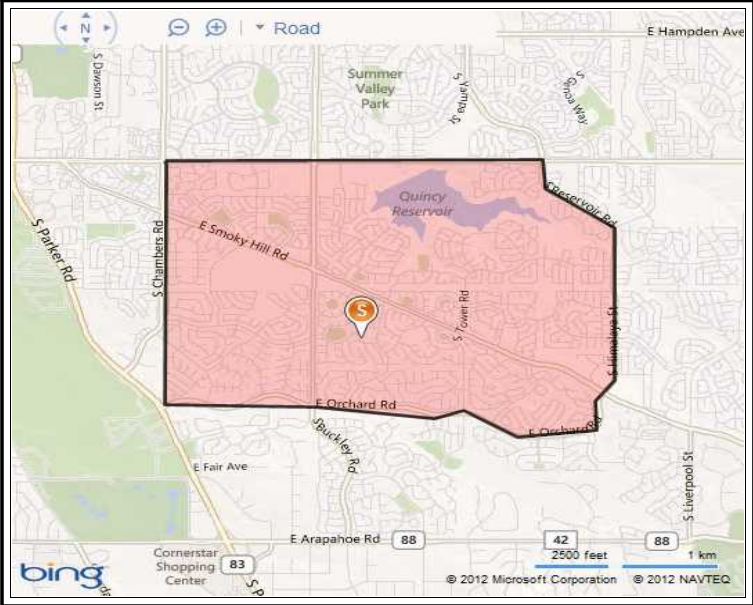 N
Road
E Hampden Ave
S Dawson St
Summer
Valley
Park
S Yampa St
S Genoa Way
S Reservoir Rd
Quincy
Reservoir
S Chambers Rd
E Smoky Hill Rd
S Parker Rd
S
S Tower Rd
S Himalaya St
E Orchard Rd
E Orchard Rd
S Buckley Rd
E Fair Ave
S Liverpool St
E Arapahoe Rd
88
42
88
Cornerstar
Shopping
Center
83
S P
2500 feet
1 km
bing
© 2012 Microsoft Corporation
© 2012 NAVTEQ